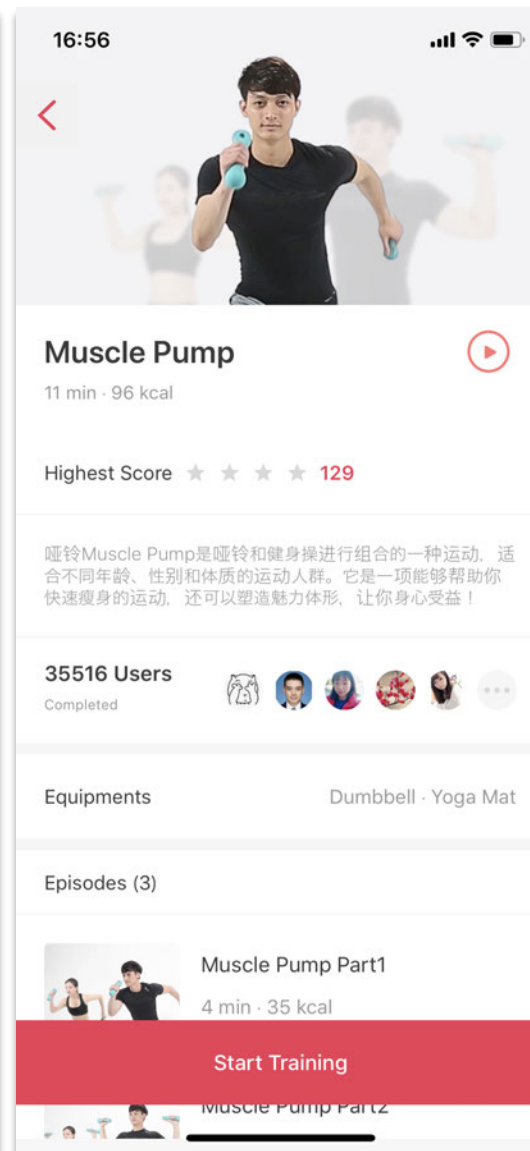 16:56
Muscle Pump
11 min · 96 kcal
Highest Score 129
哑铃Muscle Pump是哑铃和健身操进行组合的一种运动，适
合不同年龄、性别和体质的运动人群。它是一项能够帮助你
快速瘦身的运动，还可以塑造魅力体形，让你身心受益！
35516 Users
Completed
Equipments Dumbbell · Yoga Mat
Episodes (3)
Muscle Pump Part1
4 min · 35 kcal
Start Training
Muscle Pump Part2